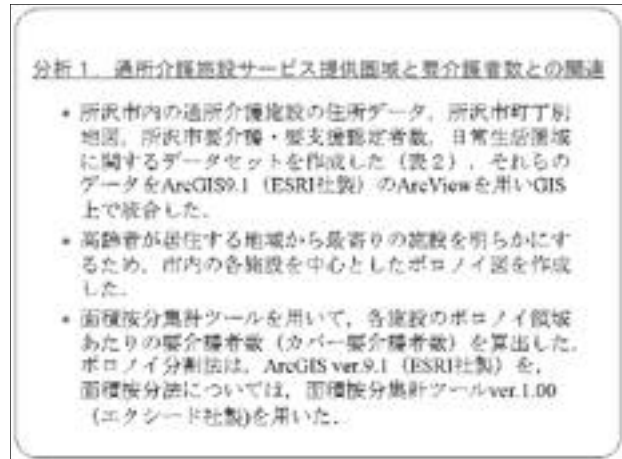 分析1.通所介護施設サービス提供圏域と要介護者数との関連
• 所沢市内の通所介護施設の住所データ,所沢市町丁別
地図,所沢市要介護・要支援認定者数,日常生活圏域
に関するデータセットを作成した(表2).それらの
データをArcGIS9.1(ESRI社製)のArcViewを用いGIS
上で統合した.
• 高齢者が居住する地域から最寄りの施設を明らかにす
るため,市内の各施設を中心としたボロノイ図を作成
した.
• 面積按分集計ツールを用いて,各施設のボロノイ領域
あたりの要介護者数(カバー要介護者数)を算出した.
ボロノイ分割法は,ArcGIS ver.9.1(ESRI社製)を,
面積按分法については,面積按分集計ツールver.1.00
(エクシード社製)を用いた.